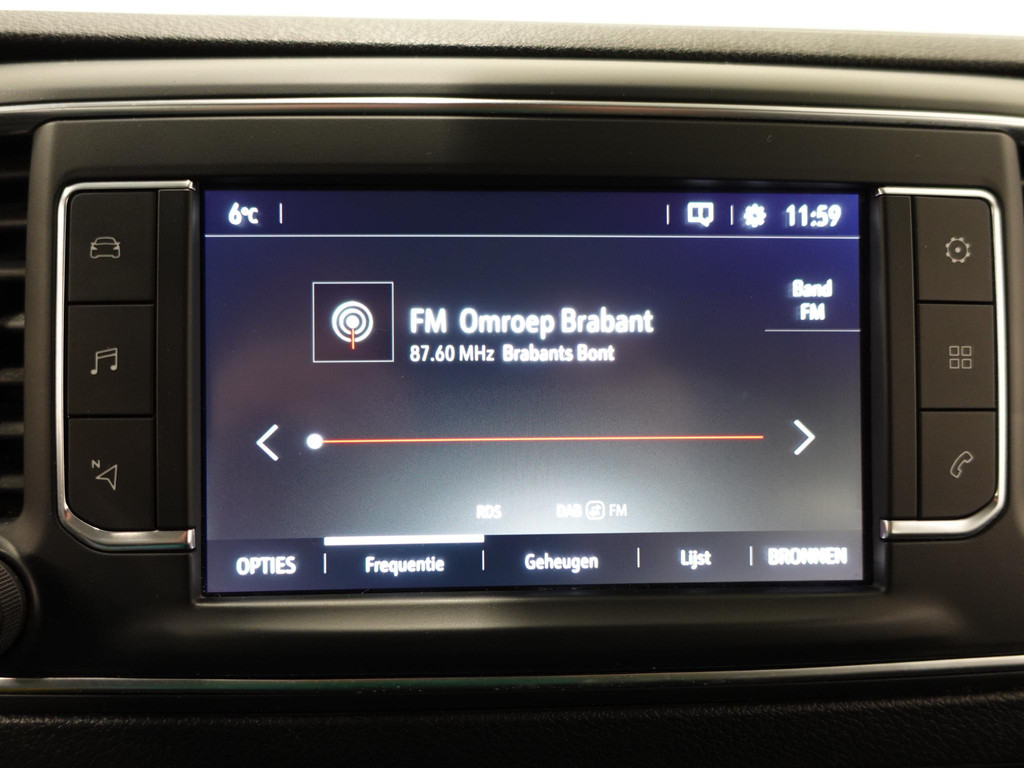 6°C
11:59
Band
FM
FM Omroep Brabant
87.60 MHz Brabants Bont
N
RDS DAB FM
OPTIES Frequentie Geheugen Lijst BRONNEN